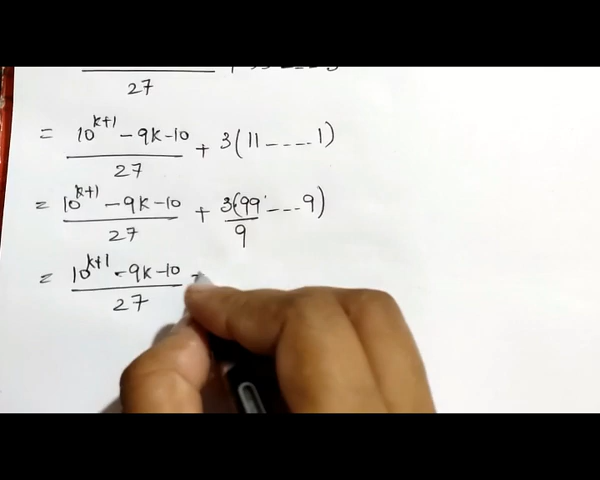 27
= 10^{k+1} - 9k - 10 / 27 + 3(11 - - - - 1)
= 10^{k+1} - 9k - 10 / 27 + 3(99 - - - 9) / 9
= 10^{k+1} - 9k - 10 / 27